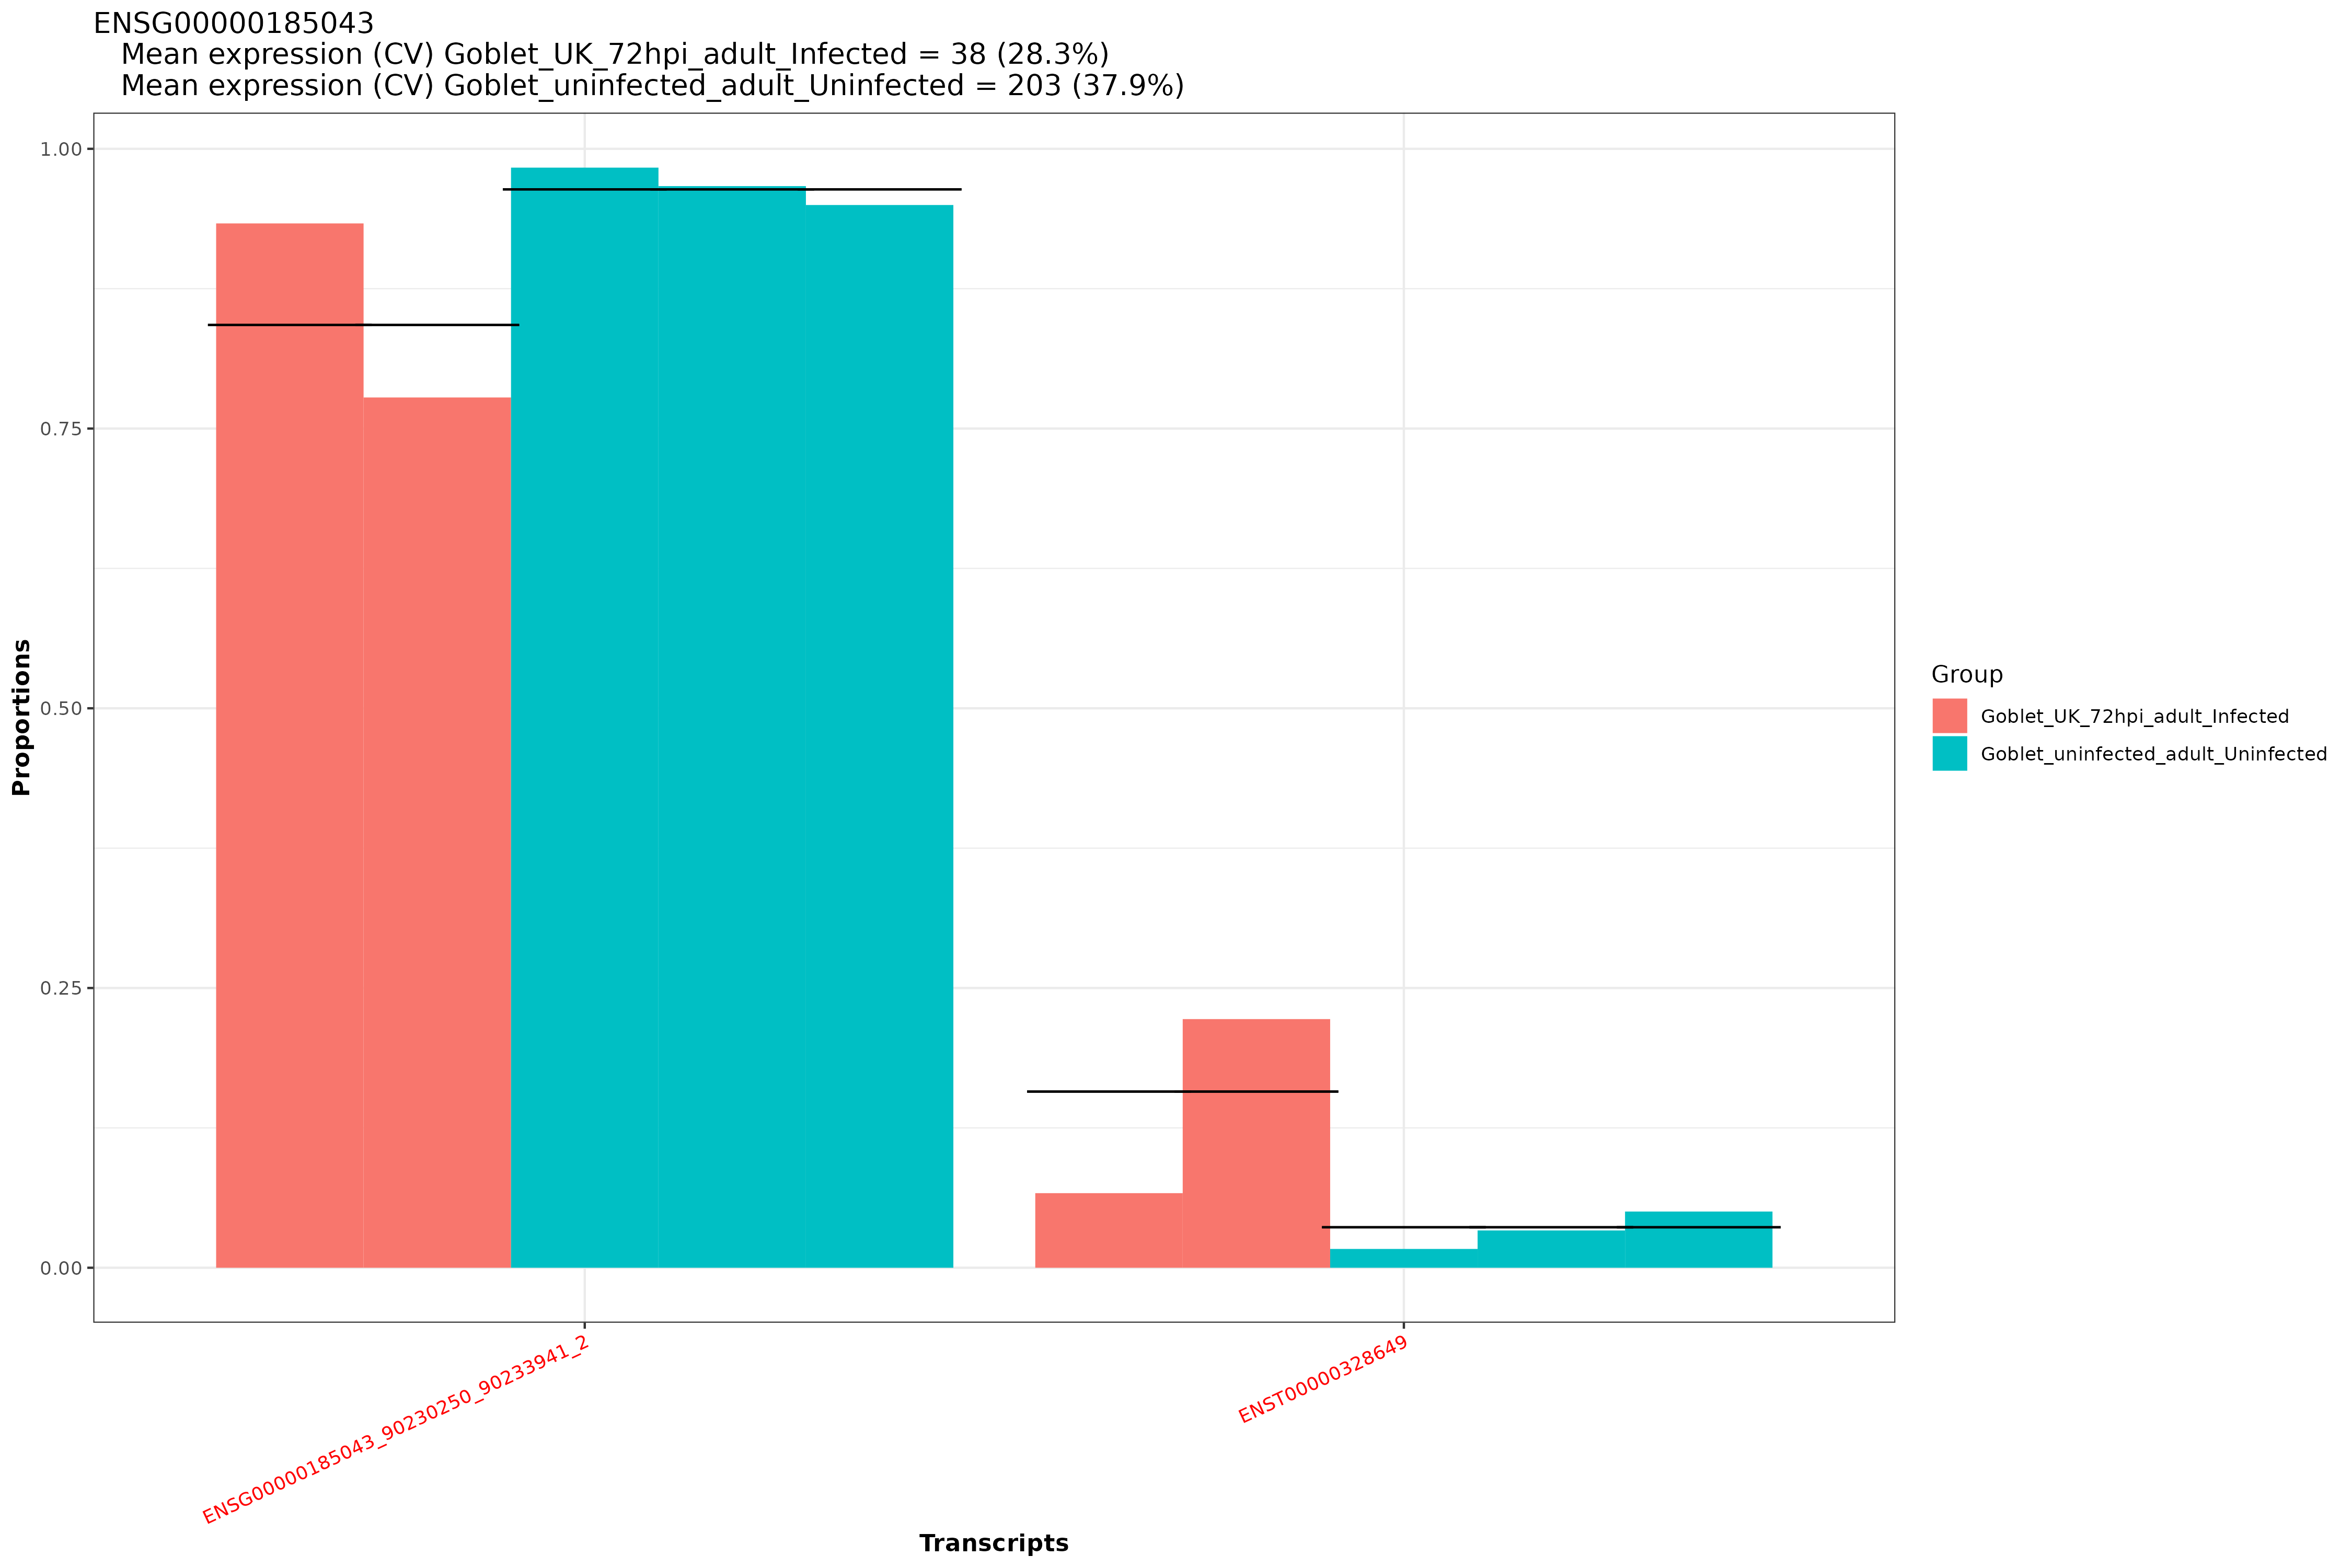 ENSG00000185043
Mean expression (CV) Goblet_UK_72hpi_adult_Infected = 38 (28.3%)
Mean expression (CV) Goblet_uninfected_adult_Uninfected = 203 (37.9%)
1.00
0.75
0.50
0.25
0.00
Proportions
ENSG00000185043_90230250_90233941_2
ENST00000328649
Transcripts
Group
Goblet_UK_72hpi_adult_Infected
Goblet_uninfected_adult_Uninfected